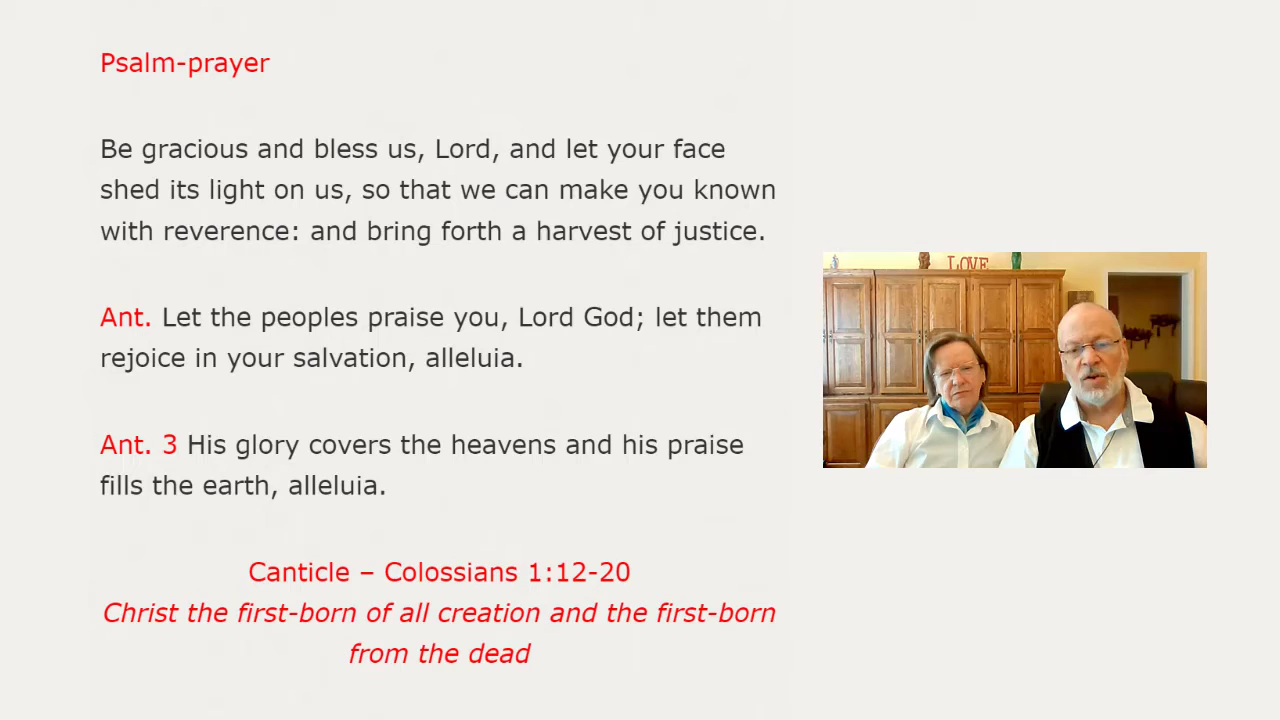 Psalm-prayer
Be gracious and bless us, Lord, and let your face
shed its light on us, so that we can make you known
with reverence: and bring forth a harvest of justice.
Ant. Let the peoples praise you, Lord God; let them
rejoice in your salvation, alleluia.
Ant. 3 His glory covers the heavens and his praise
fills the earth, alleluia.
Canticle – Colossians 1:12-20
Christ the first-born of all creation and the first-born
from the dead
LOVE